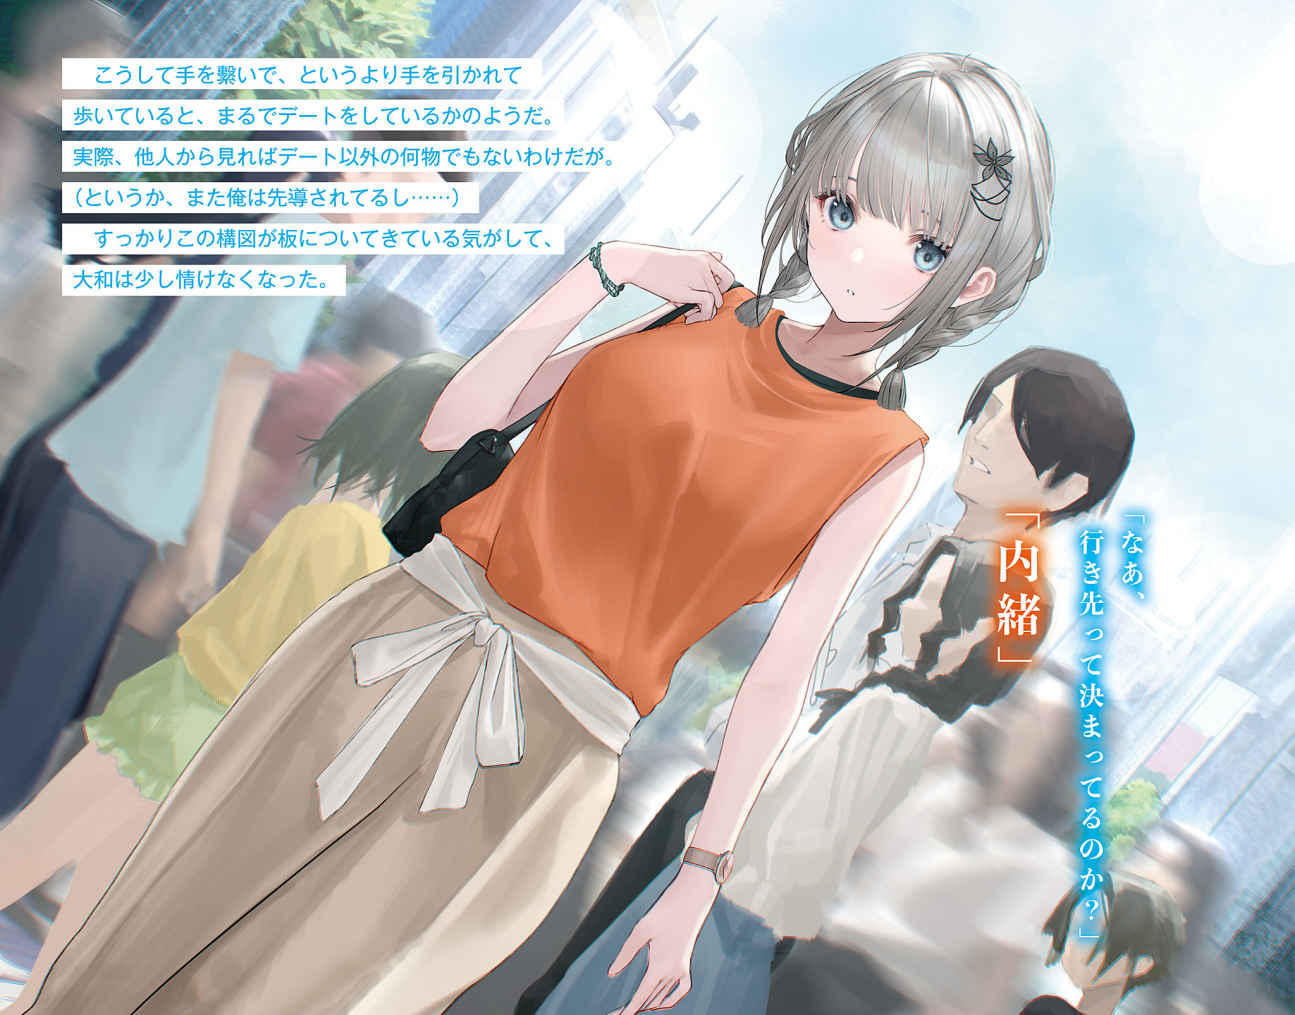 こうして手を繋いで、というより手を引かれて
歩いていると、まるでデートをしているかのようだ。
実際、他人から見ればデート以外の何物でもないわけだが。
（というか、また俺は先導されてるし……）
　すっかりこの構図が板についてきている気がして、
大和は少し情けなくなった。
「なあ、
行き先って決まってるのか？」
「内緒」